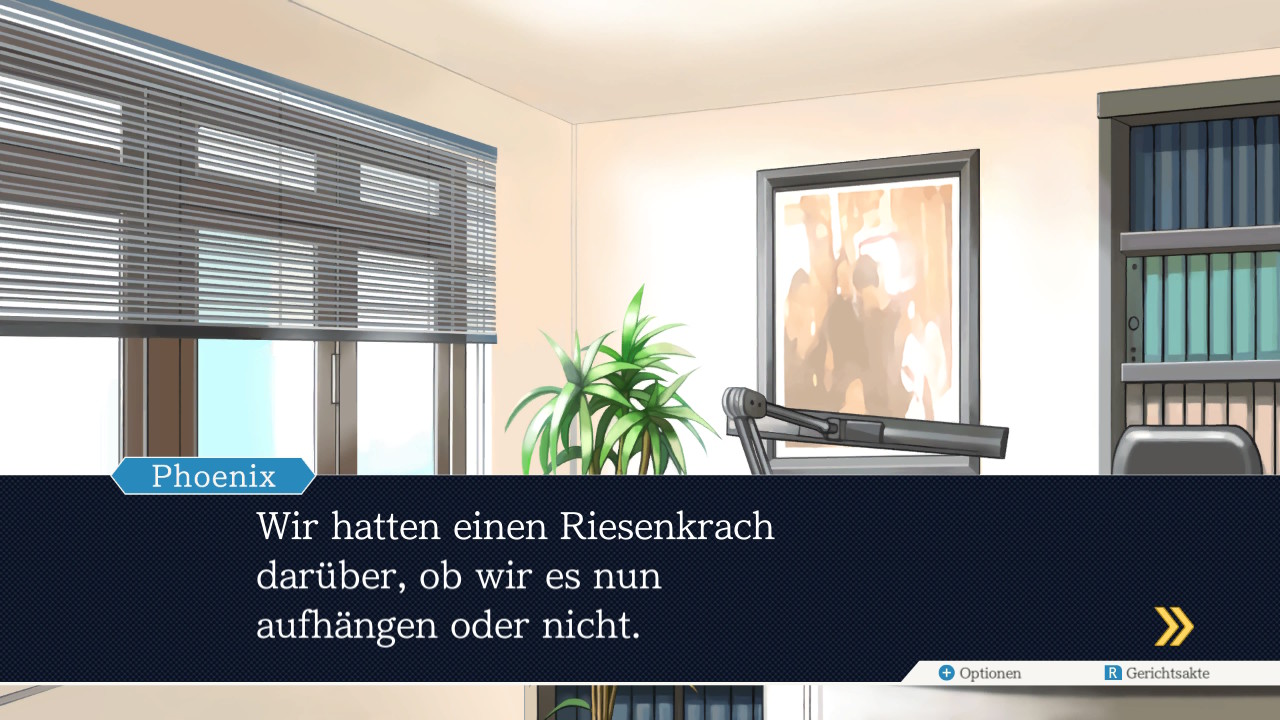 Phoenix
Wir hatten einen Riesenkrach
darüber, ob wir es nun
aufhängen oder nicht.
+ Optionen
R Gerichtsakte